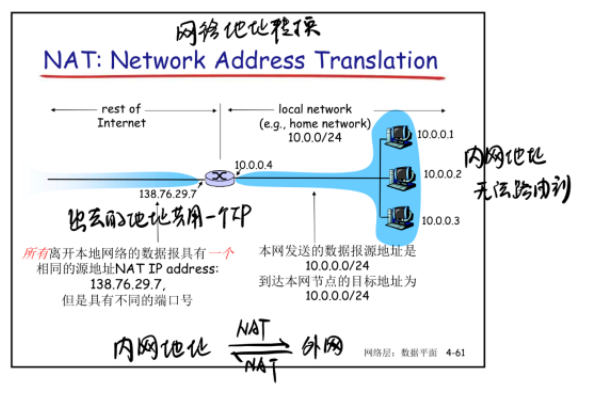 网络地址转换
NAT: Network Address Translation
rest of
Internet
local network
(e.g., home network)
10.0.0/24
10.0.0.1
10.0.0.4
10.0.0.2
138.76.29.7
10.0.0.3
内网地址
无法路由到
出去的地址共用一个IP
所有离开本地网络的数据报具有一个
相同的源地址NAT IP address:
138.76.29.7,
但是具有不同的端口号
本网发送的数据报源地址是
10.0.0.0/24
到达本网节点的目标地址为
10.0.0.0/24
内网地址 NAT 外网
NAT
网络层：数据平面 4-61